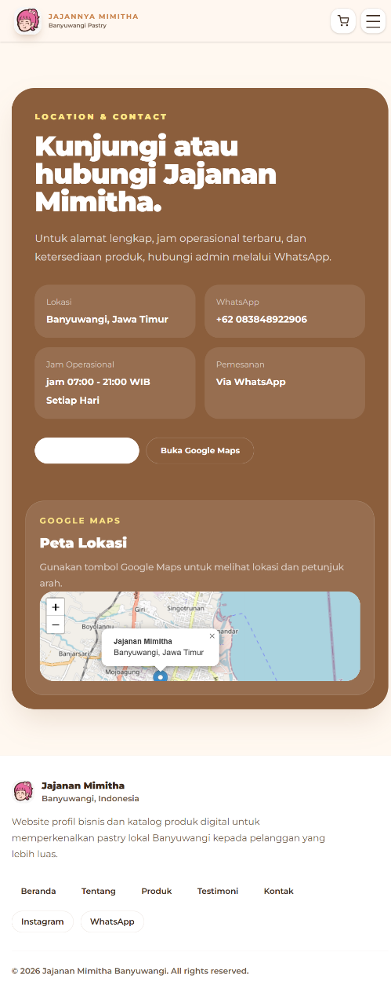 JAJANNYA MIMITHA
Banyuwangi Pastry
LOCATION & CONTACT
Kunjungi atau
hubungi Jajanan
Mimitha.
Untuk alamat lengkap, jam operasional terbaru, dan
ketersediaan produk, hubungi admin melalui WhatsApp.
Lokasi
Banyuwangi, Jawa Timur
WhatsApp
+62 083848922906
Jam Operasional
jam 07:00 - 21:00 WIB
Setiap Hari
Pemesanan
Via WhatsApp
Buka Google Maps
GOOGLE MAPS
Peta Lokasi
Gunakan tombol Google Maps untuk melihat lokasi dan petunjuk
arah.
+
−
Giri
Singotrunan
Boyolangu
Jajanan Mimitha
Banyuwangi, Jawa Timur
×
mandar
Banjarsari
Mojoagung
Jajanan Mimitha
Banyuwangi, Indonesia
Website profil bisnis dan katalog produk digital untuk
memperkenalkan pastry lokal Banyuwangi kepada pelanggan yang
lebih luas.
Beranda
Tentang
Produk
Testimoni
Kontak
Instagram
WhatsApp
© 2026 Jajanan Mimitha Banyuwangi. All rights reserved.